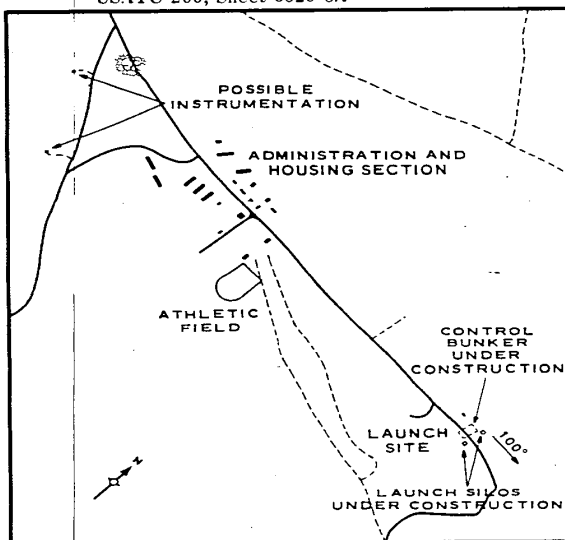 POSSIBLE
INSTRUMENTATION
ADMINISTRATION AND
HOUSING SECTION
ATHLETIC
FIELD
CONTROL
BUNKER
UNDER
CONSTRUCTION
LAUNCH
SITE
100°
LAUNCH SILOS
UNDER CONSTRUCTION
N